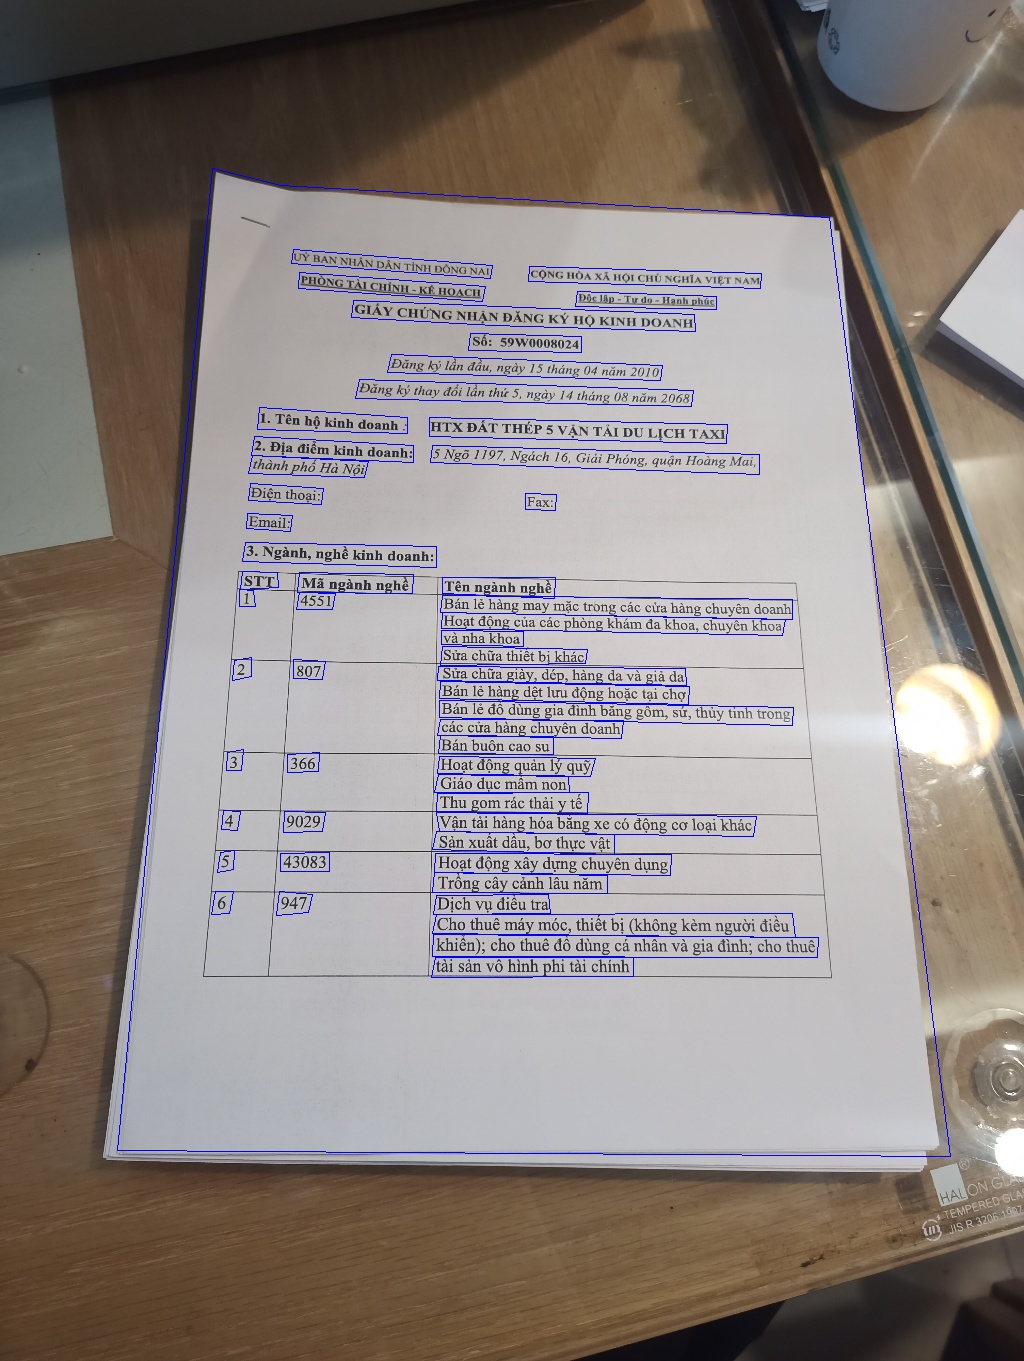 UỶ BAN NHÂN DÂN TỈNH ĐỒNG NAI
CỘNG HÒA XÃ HỘI CHỦ NGHĨA VIỆT NAM
PHÒNG TÀI CHÍNH - KẾ HOẠCH
Độc lập - Tự do - Hạnh phúc
GIẤY CHỨNG NHẬN ĐĂNG KÝ HỘ KINH DOANH
Số: 59W0008024
Đăng ký lần đầu, ngày 15 tháng 04 năm 2010
Đăng ký thay đổi lần thứ 5, ngày 14 tháng 08 năm 2068
1. Tên hộ kinh doanh : HTX ĐẤT THÉP 5 VẬN TẢI DU LỊCH TAXI
2. Địa điểm kinh doanh: 5 Ngõ 1197, Ngách 16, Giải Phóng, quận Hoàng Mai,
thành phố Hà Nội
Điện thoại: Fax:
Email:
3. Ngành, nghề kinh doanh:
STT Mã ngành nghề Tên ngành nghề
1 4551 Bán lẻ hàng may mặc trong các cửa hàng chuyên doanh
Hoạt động của các phòng khám đa khoa, chuyên khoa
và nha khoa
Sửa chữa thiết bị khác
2 807 Sửa chữa giày, dép, hàng da và giả da
Bán lẻ hàng dệt lưu động hoặc tại chợ
Bán lẻ đồ dùng gia đình bằng gốm, sứ, thủy tinh trong
các cửa hàng chuyên doanh
Bán buôn cao su
3 366 Hoạt động quản lý quỹ
Giáo dục mầm non
Thu gom rác thải y tế
4 9029 Vận tải hàng hóa bằng xe có động cơ loại khác
Sản xuất dầu, bơ thực vật
5 43083 Hoạt động xây dựng chuyên dụng
Trồng cây cảnh lâu năm
6 947 Dịch vụ điều tra
Cho thuê máy móc, thiết bị (không kèm người điều
khiển); cho thuê đồ dùng cá nhân và gia đình; cho thuê
tài sản vô hình phi tài chính
TEMPERED GLA
JIS R 3206:1997